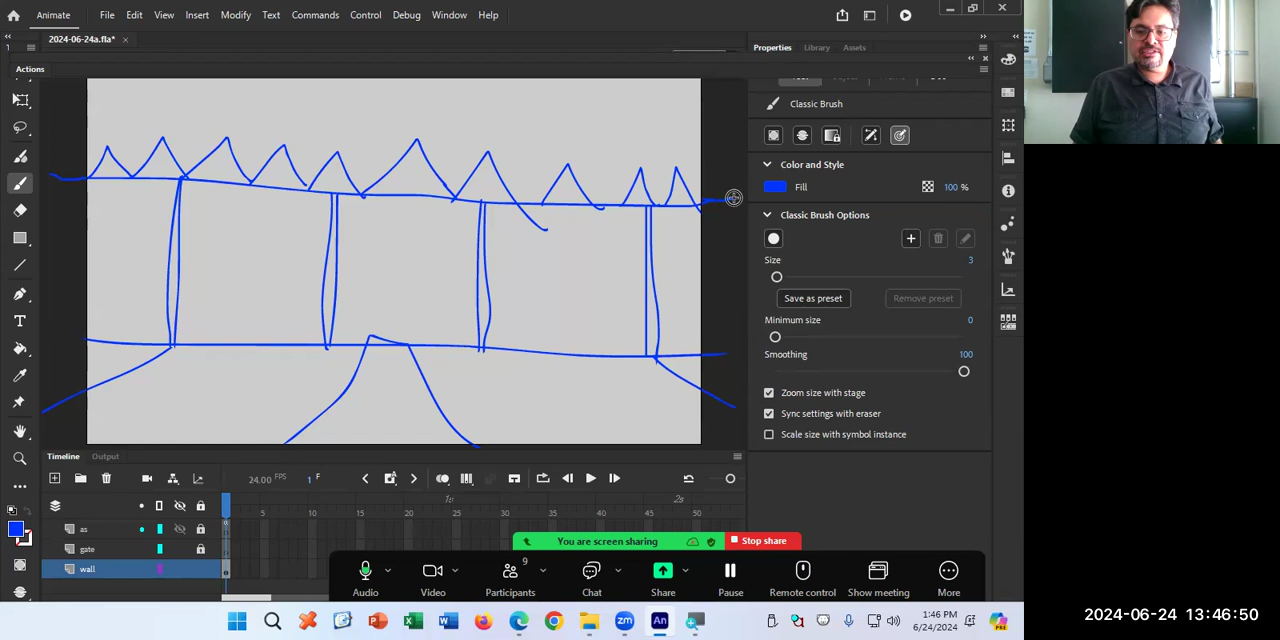 Animate File Edit View Insert Modify Text Commands Control Debug Window Help
2024-06-24a.fla* ×
Properties Library Assets
Actions
Classic Brush
Color and Style
Fill 100 %
Classic Brush Options
Size 3
Save as preset Remove preset
Minimum size 0
Smoothing 100
Zoom size with stage
Sync settings with eraser
Scale size with symbol instance
Timeline Output
24.00 FPS 1 F
1s 2s
5 10 15 20 25 30 35 40 45 50
as
gate
wall
You are screen sharing Stop share
9
Audio Video Participants Chat Share Pause Remote control Show meeting More
1:46 PM
6/24/2024
2024-06-24 13:46:50